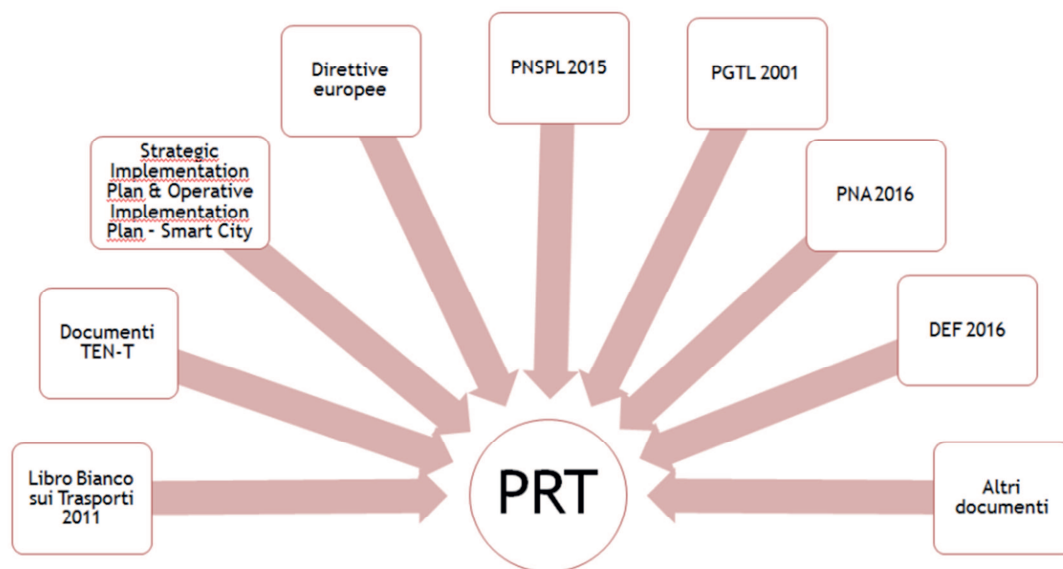 Direttive
europee
PNSPL 2015
PGTL 2001
Strategic
Implementation
Plan & Operative
Implementation
Plan - Smart City
PNA 2016
Documenti
TEN-T
DEF 2016
Libro Bianco
sui Trasporti
2011
PRT
Altri
documenti